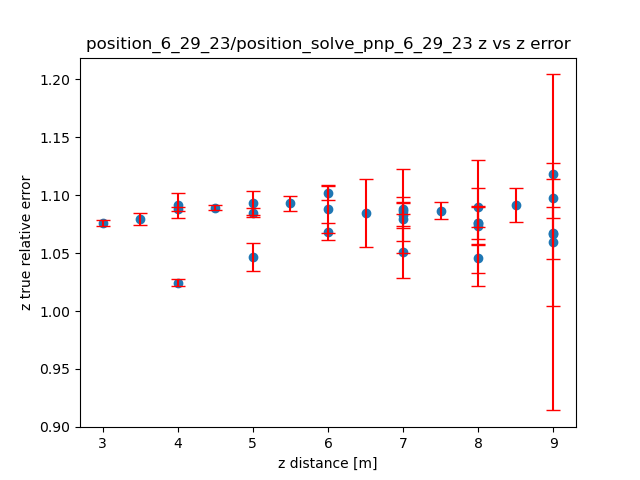 position_6_29_23/position_solve_pnp_6_29_23 z vs z error
1.20
1.15
1.10
1.05
1.00
0.95
0.90
z true relative error
3 4 5 6 7 8 9
z distance [m]